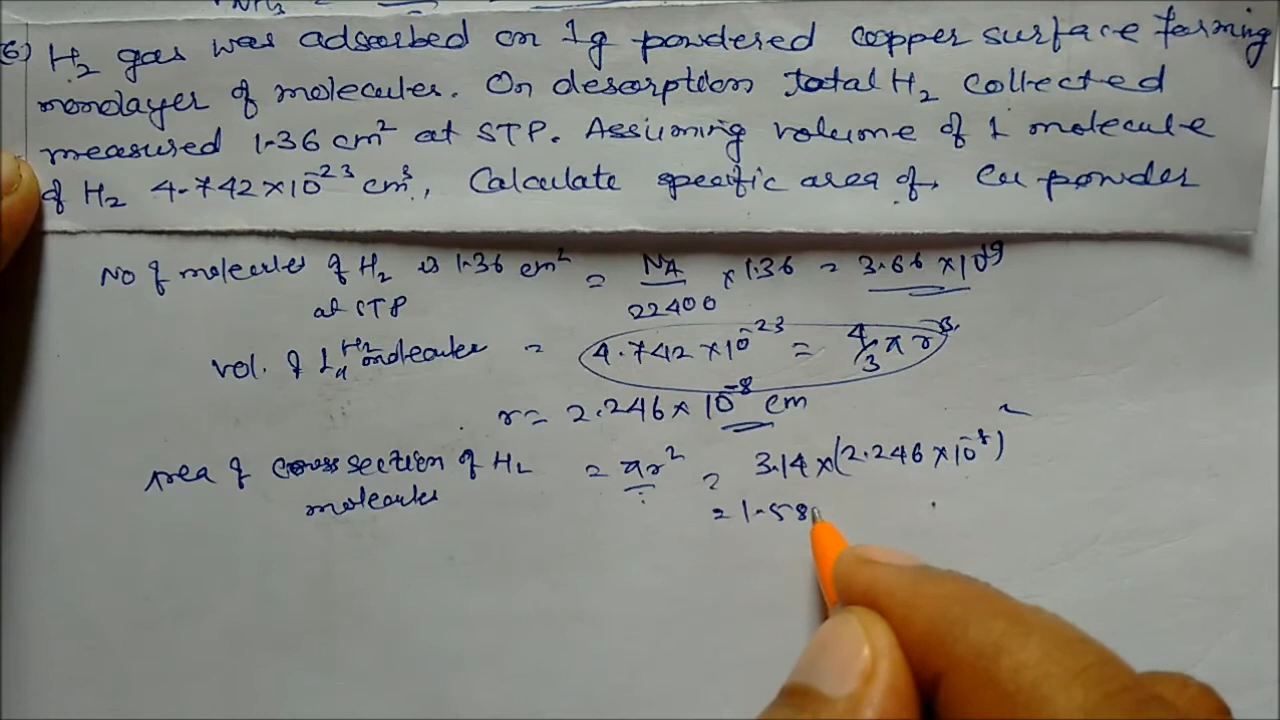 NH3 =
6) H2 gas was adsorbed on 1g powdered copper surface forming
monolayer of molecules. On desorption total H2 collected
measured 1.36 cm² at STP. Assuming volume of 1 molecule
of H2 4.742×10⁻²³ cm³, Calculate specific area of Cu powder
No of molecules of H2 is 1.36 cm² = NA/22400 × 1.36 = 3.66 × 10¹⁹
at STP
vol. of 1 H2 molecules = 4.742 × 10⁻²³ = 4/3 π r³
r = 2.246 × 10⁻⁸ cm
Area of cross section of H2 = πr² = 3.14 × (2.246 × 10⁻⁸)²
molecules
= 1.58